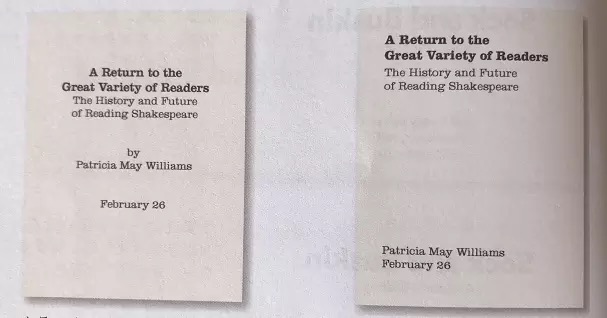 A Return to the
Great Variety of Readers
The History and Future
of Reading Shakespeare
by
Patricia May Williams
February 26
A Return to the
Great Variety of Readers
The History and Future
of Reading Shakespeare
Patricia May Williams
February 26